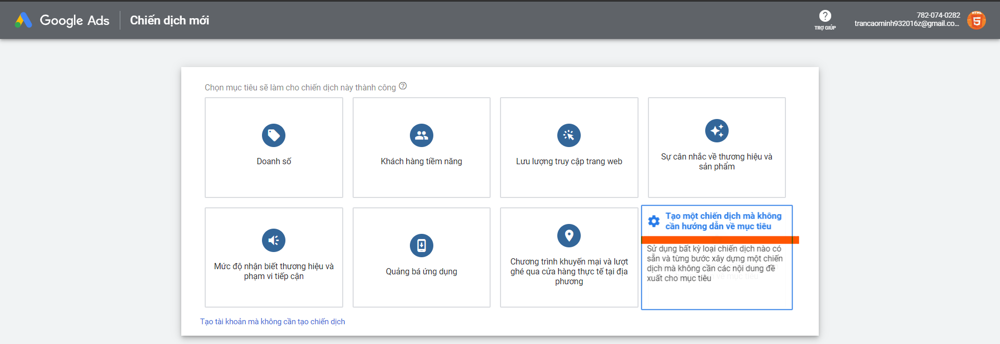 Google Ads
Chiến dịch mới
?
TRỢ GIÚP
782-074-0282
trancaominh932016z@gmail.co...
HTML
5
Chọn mục tiêu sẽ làm cho chiến dịch này thành công ?
Doanh số
Khách hàng tiềm năng
Lưu lượng truy cập trang web
Sự cân nhắc về thương hiệu và
sản phẩm
Mức độ nhận biết thương hiệu và
phạm vi tiếp cận
Quảng bá ứng dụng
Chương trình khuyến mại và lượt
ghé qua cửa hàng thực tế tại địa
phương
Tạo một chiến dịch mà không
cần hướng dẫn về mục tiêu
Sử dụng bất kỳ loại chiến dịch nào có
sẵn và từng bước xây dựng một chiến
dịch mà không cần các nội dung đề
xuất cho mục tiêu
Tạo tài khoản mà không cần tạo chiến dịch